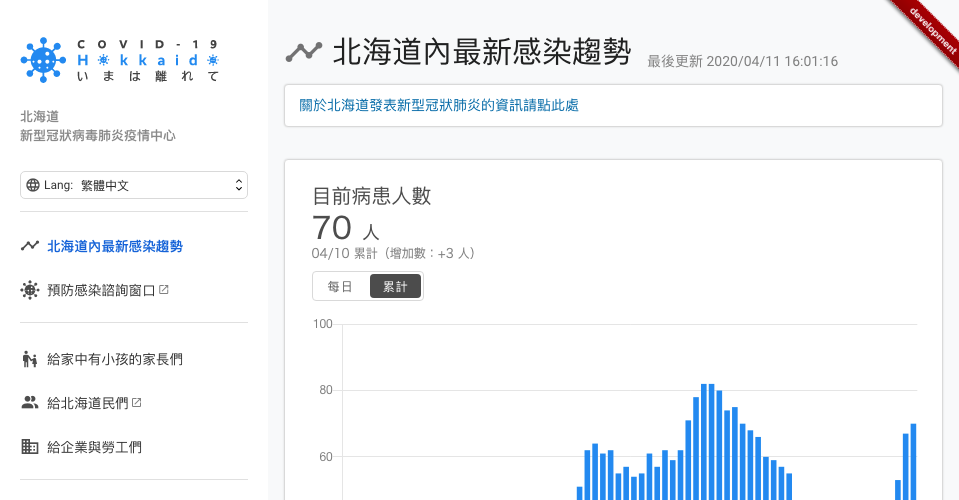 COVID-19
Hokkaido
いまは離れて
北海道
新型冠狀病毒肺炎疫情中心
Lang: 繁體中文
北海道內最新感染趨勢
預防感染諮詢窗口
給家中有小孩的家長們
給北海道民們
給企業與勞工們
development
北海道內最新感染趨勢 最後更新 2020/04/11 16:01:16
關於北海道發表新型冠狀肺炎的資訊請點此處
目前病患人數
70 人
04/10 累計（增加數：+3 人）
每日 累計
100
80
60